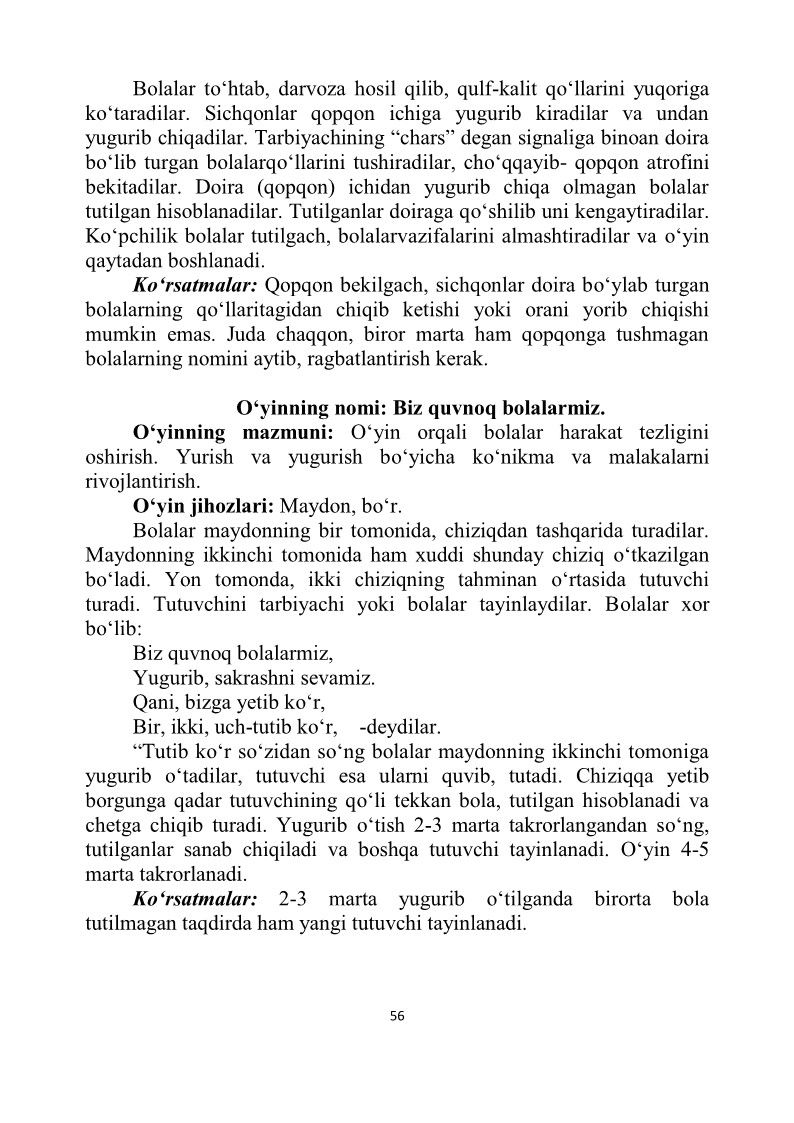 Bolalar to‘htab, darvoza hosil qilib, qulf-kalit qo‘llarini yuqoriga
ko‘taradilar. Sichqonlar qopqon ichiga yugurib kiradilar va undan
yugurib chiqadilar. Tarbiyachining “chars” degan signaliga binoan doira
bo‘lib turgan bolalarqo‘llarini tushiradilar, cho‘qqayib- qopqon atrofini
bekitadilar. Doira (qopqon) ichidan yugurib chiqa olmagan bolalar
tutilgan hisoblanadilar. Tutilganlar doiraga qo‘shilib uni kengaytiradilar.
Ko‘pchilik bolalar tutilgach, bolalarvazifalarini almashtiradilar va o‘yin
qaytadan boshlanadi.
Ko‘rsatmalar: Qopqon bekilgach, sichqonlar doira bo‘ylab turgan
bolalarning qo‘llaritagidan chiqib ketishi yoki orani yorib chiqishi
mumkin emas. Juda chaqqon, biror marta ham qopqonga tushmagan
bolalarning nomini aytib, ragbatlantirish kerak.
O‘yinning nomi: Biz quvnoq bolalarmiz.
O‘yinning mazmuni: O‘yin orqali bolalar harakat tezligini
oshirish. Yurish va yugurish bo‘yicha ko‘nikma va malakalarni
rivojlantirish.
O‘yin jihozlari: Maydon, bo‘r.
Bolalar maydonning bir tomonida, chiziqdan tashqarida turadilar.
Maydonning ikkinchi tomonida ham xuddi shunday chiziq o‘tkazilgan
bo‘ladi. Yon tomonda, ikki chiziqning tahminan o‘rtasida tutuvchi
turadi. Tutuvchini tarbiyachi yoki bolalar tayinlaydilar. Bolalar xor
bo‘lib:
Biz quvnoq bolalarmiz,
Yugurib, sakrashni sevamiz.
Qani, bizga yetib ko‘r,
Bir, ikki, uch-tutib ko‘r, -deydilar.
“Tutib ko‘r so‘zidan so‘ng bolalar maydonning ikkinchi tomoniga
yugurib o‘tadilar, tutuvchi esa ularni quvib, tutadi. Chiziqqa yetib
borgunga qadar tutuvchining qo‘li tekkan bola, tutilgan hisoblanadi va
chetga chiqib turadi. Yugurib o‘tish 2-3 marta takrorlangandan so‘ng,
tutilganlar sanab chiqiladi va boshqa tutuvchi tayinlanadi. O‘yin 4-5
marta takrorlanadi.
Ko‘rsatmalar: 2-3 marta yugurib o‘tilganda birorta bola
tutilmagan taqdirda ham yangi tutuvchi tayinlanadi.
56